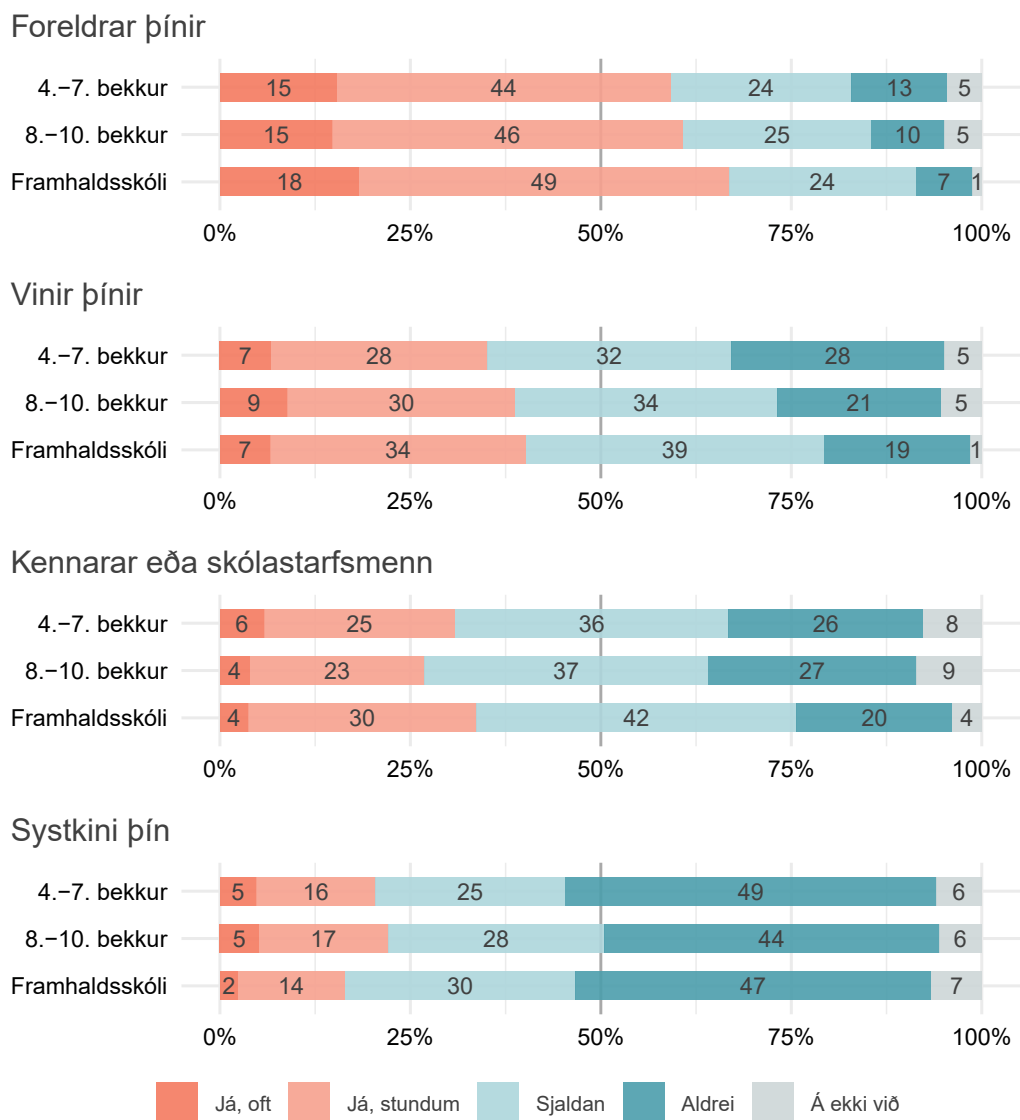 Foreldrar þínir
4.−7. bekkur 15 44 24 13 5
8.−10. bekkur 15 46 25 10 5
Framhaldsskóli 18 49 24 7 1
0% 25% 50% 75% 100%
Vinir þínir
4.−7. bekkur 7 28 32 28 5
8.−10. bekkur 9 30 34 21 5
Framhaldsskóli 7 34 39 19 1
0% 25% 50% 75% 100%
Kennarar eða skólastarfsmenn
4.−7. bekkur 6 25 36 26 8
8.−10. bekkur 4 23 37 27 9
Framhaldsskóli 4 30 42 20 4
0% 25% 50% 75% 100%
Systkini þín
4.−7. bekkur 5 16 25 49 6
8.−10. bekkur 5 17 28 44 6
Framhaldsskóli 2 14 30 47 7
0% 25% 50% 75% 100%
Já, oft Já, stundum Sjaldan Aldrei Á ekki við